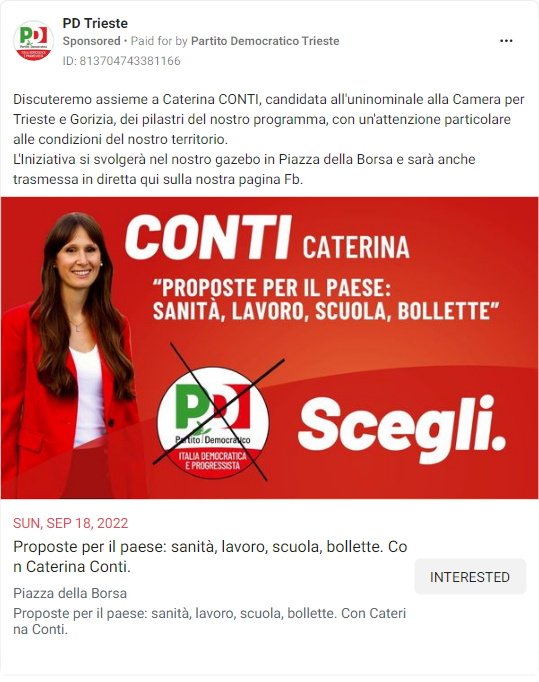 PD Trieste
Sponsored • Paid for by Partito Democratico Trieste
ID: 813704743381166
Discuteremo assieme a Caterina CONTI, candidata all'uninominale alla Camera per
Trieste e Gorizia, dei pilastri del nostro programma, con un'attenzione particolare
alle condizioni del nostro territorio.
L'Iniziativa si svolgerà nel nostro gazebo in Piazza della Borsa e sarà anche
trasmessa in diretta qui sulla nostra pagina Fb.
CONTI CATERINA
“PROPOSTE PER IL PAESE:
SANITÀ, LAVORO, SCUOLA, BOLLETTE”
PD
Partito Democratico
ITALIA DEMOCRATICA
E PROGRESSISTA
Scegli.
SUN, SEP 18, 2022
Proposte per il paese: sanità, lavoro, scuola, bollette. Co
n Caterina Conti.
INTERESTED
Piazza della Borsa
Proposte per il paese: sanità, lavoro, scuola, bollette. Con Cateri
na Conti.